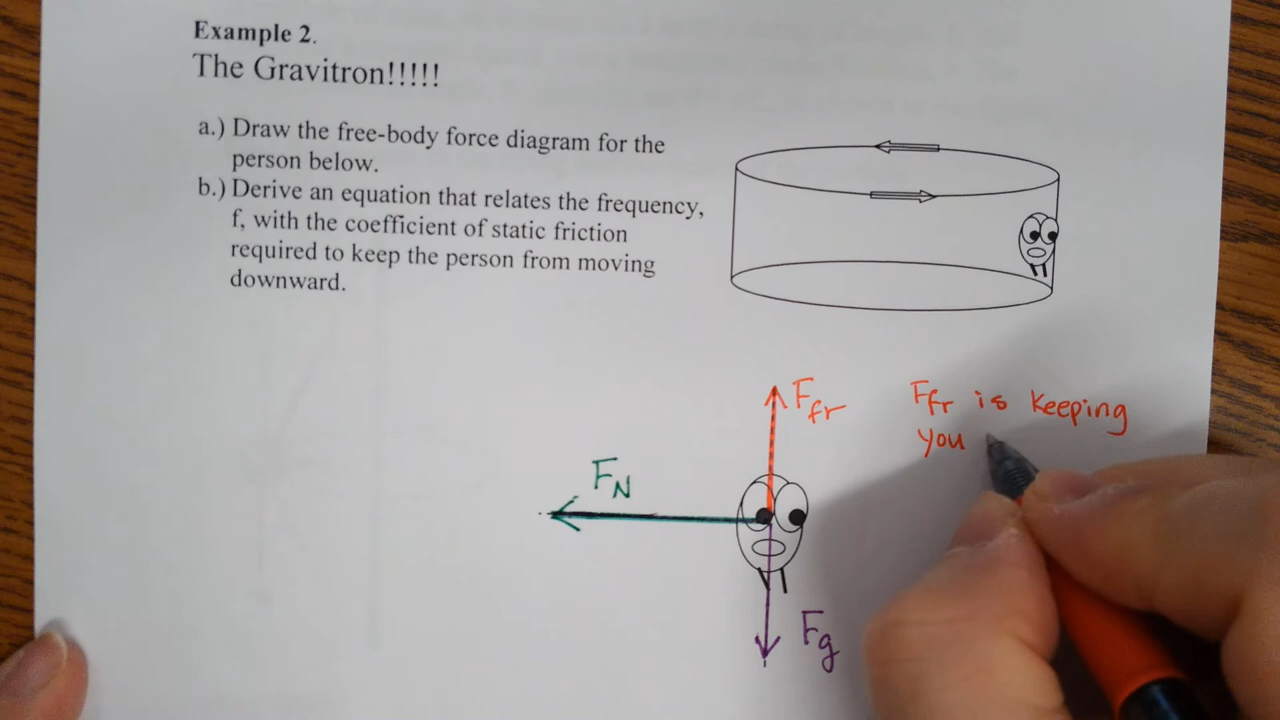 Example 2.
The Gravitron!!!!!
a.) Draw the free-body force diagram for the
person below.
b.) Derive an equation that relates the frequency,
f, with the coefficient of static friction
required to keep the person from moving
downward.
Ffr
Ffr is keeping
you
FN
Fg